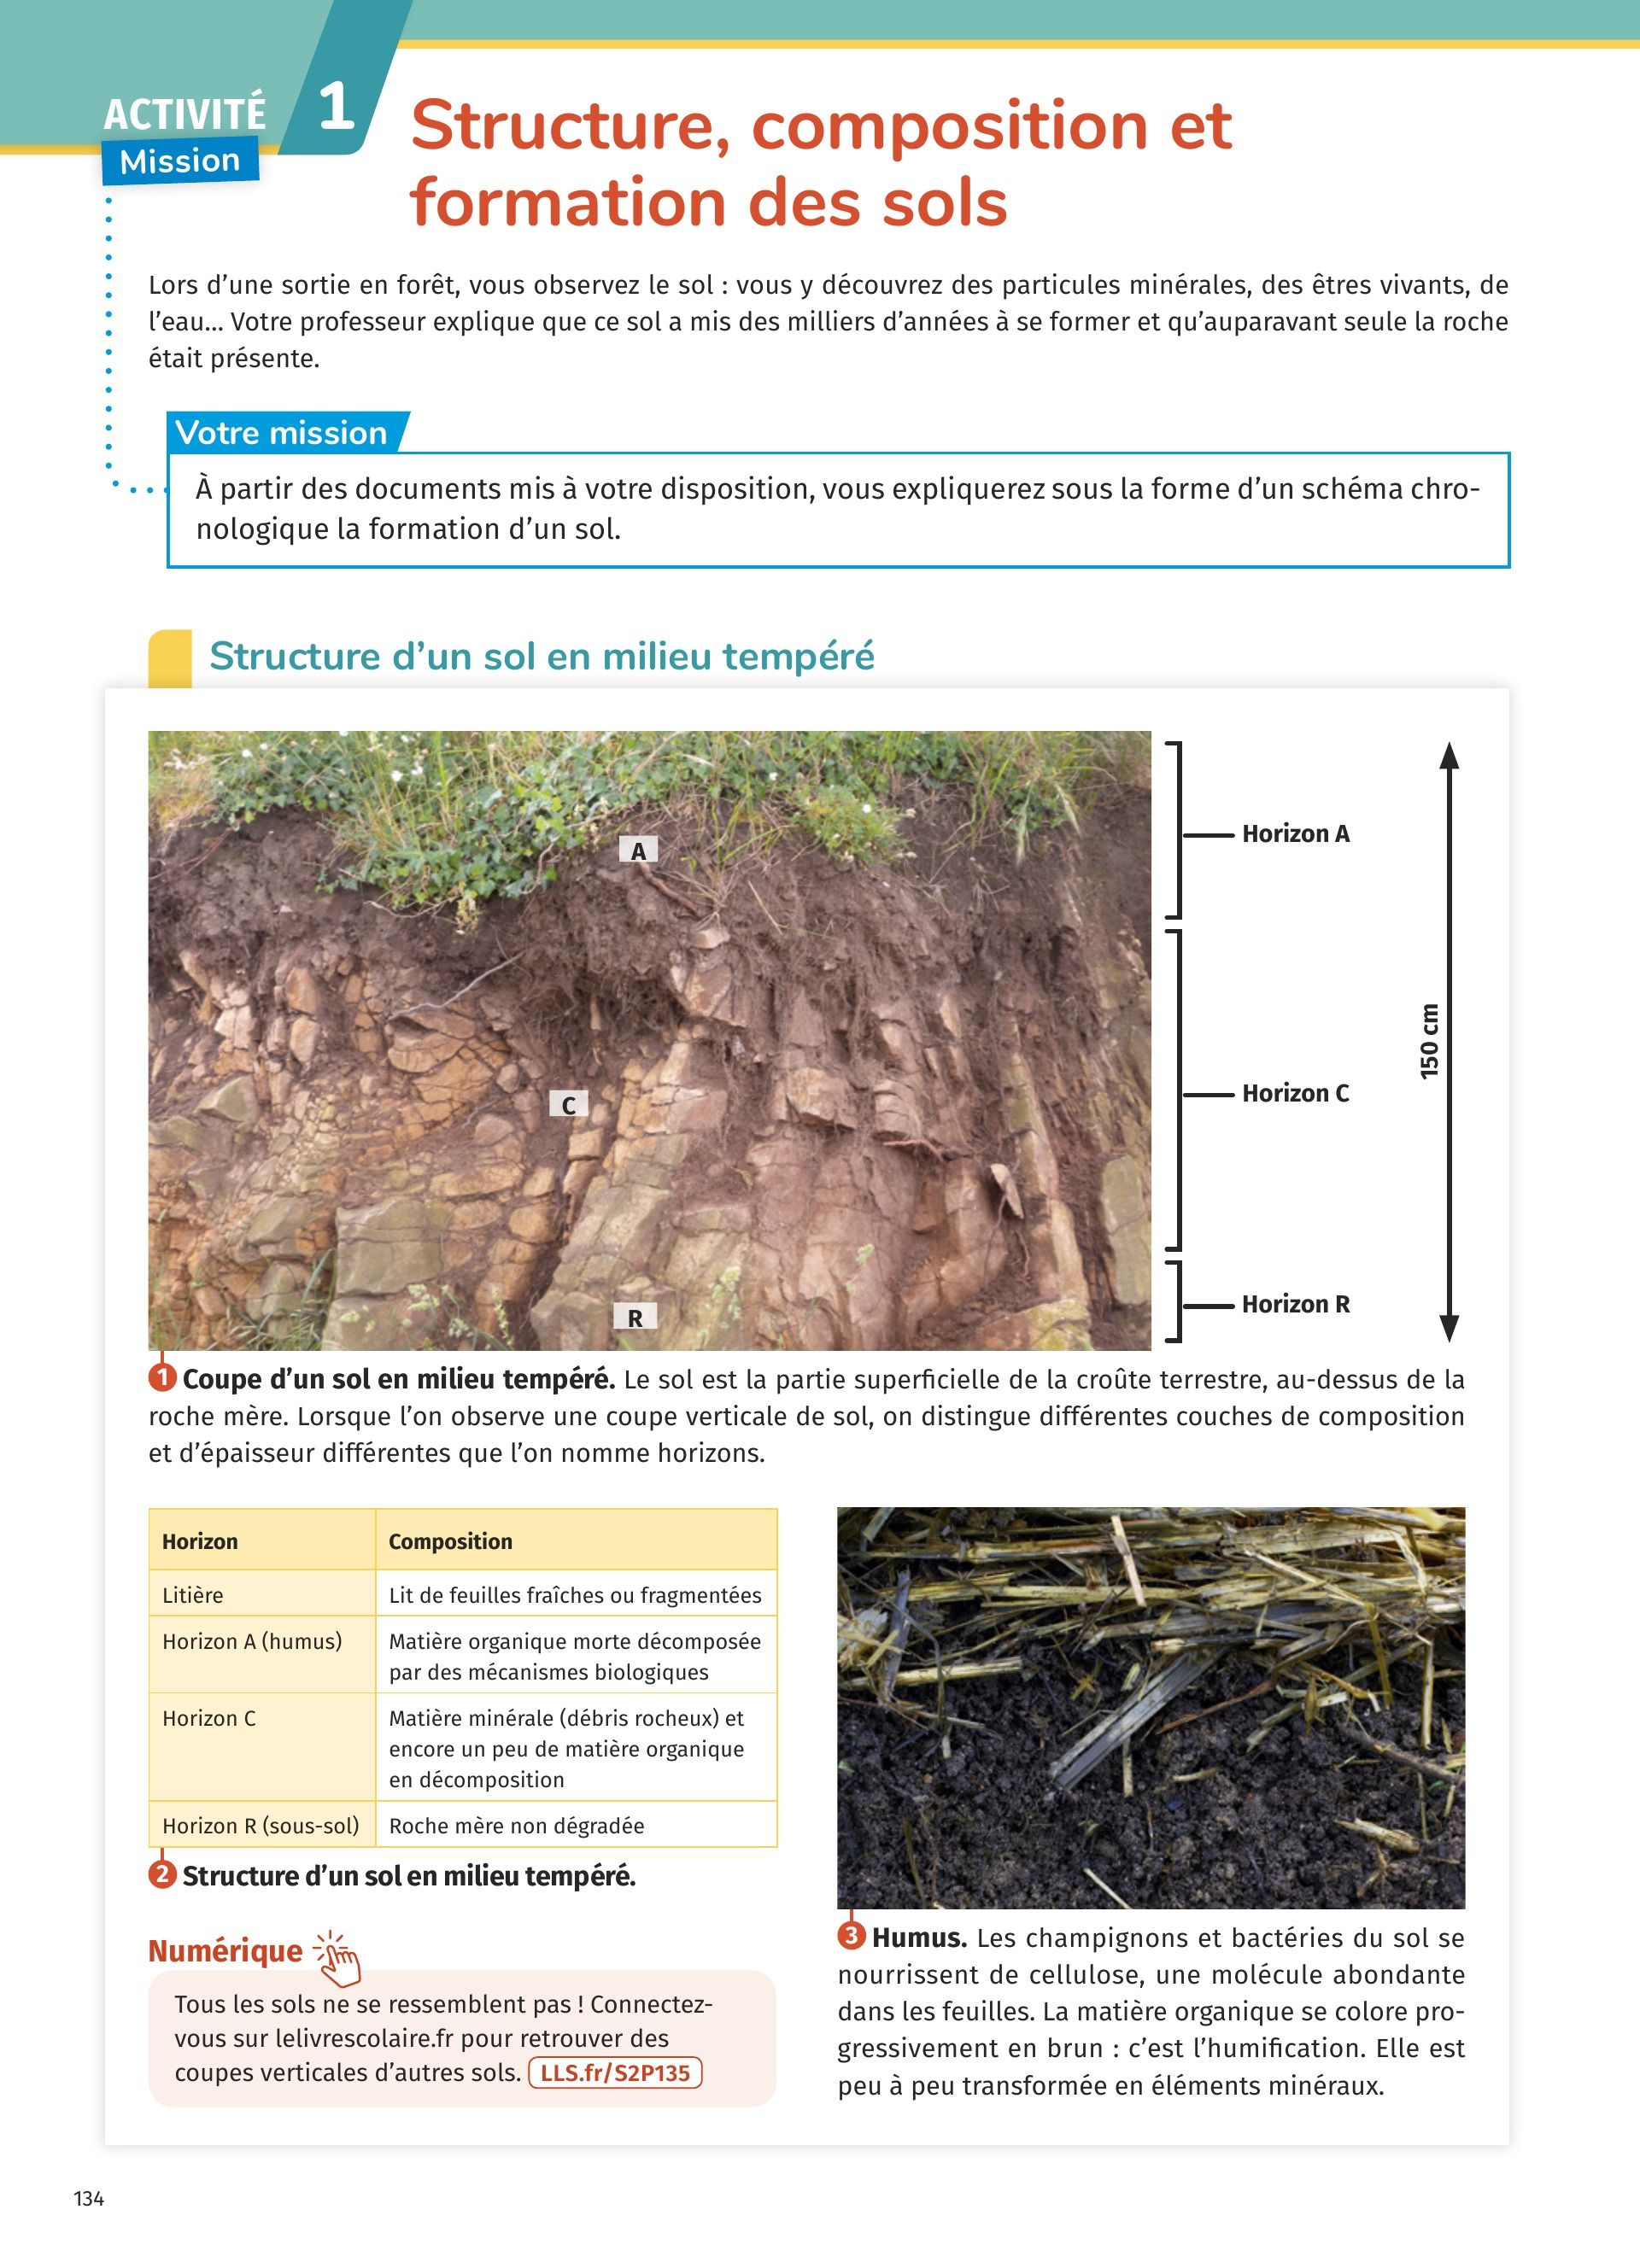 ACTIVITÉ 1
Mission
Structure, composition et
formation des sols
Lors d’une sortie en forêt, vous observez le sol : vous y découvrez des particules minérales, des êtres vivants, de
l’eau… Votre professeur explique que ce sol a mis des milliers d’années à se former et qu’auparavant seule la roche
était présente.
Votre mission
À partir des documents mis à votre disposition, vous expliquerez sous la forme d’un schéma chro-
nologique la formation d’un sol.
Structure d’un sol en milieu tempéré
A
C
R
Horizon A
Horizon C
Horizon R
150 cm
1 Coupe d’un sol en milieu tempéré. Le sol est la partie superficielle de la croûte terrestre, au-dessus de la
roche mère. Lorsque l’on observe une coupe verticale de sol, on distingue différentes couches de composition
et d’épaisseur différentes que l’on nomme horizons.
Horizon Composition
Litière Lit de feuilles fraîches ou fragmentées
Horizon A (humus) Matière organique morte décomposée
par des mécanismes biologiques
Horizon C Matière minérale (débris rocheux) et
encore un peu de matière organique
en décomposition
Horizon R (sous-sol) Roche mère non dégradée
2 Structure d’un sol en milieu tempéré.
Numérique
Tous les sols ne se ressemblent pas ! Connectez-
vous sur lelivrescolaire.fr pour retrouver des
coupes verticales d’autres sols. LLS.fr/S2P135
3 Humus. Les champignons et bactéries du sol se
nourrissent de cellulose, une molécule abondante
dans les feuilles. La matière organique se colore pro-
gressivement en brun : c’est l’humification. Elle est
peu à peu transformée en éléments minéraux.
134